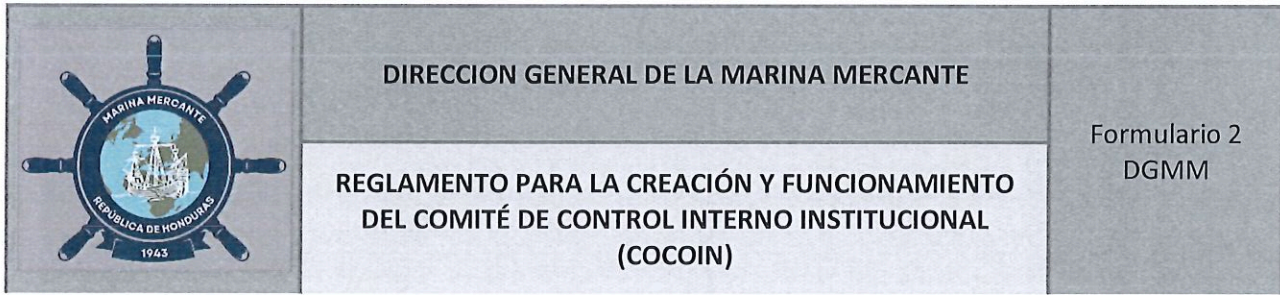 MARINA MERCANTE
REPÚBLICA DE HONDURAS
1943
DIRECCION GENERAL DE LA MARINA MERCANTE
REGLAMENTO PARA LA CREACIÓN Y FUNCIONAMIENTO
DEL COMITÉ DE CONTROL INTERNO INSTITUCIONAL
(COCOIN)
Formulario 2
DGMM